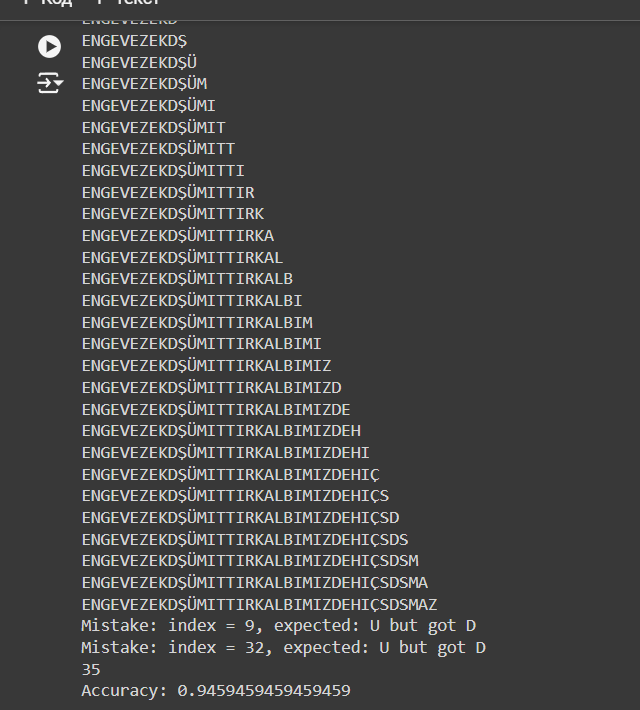 + Код + Текст
ENGEVEZEKD
ENGEVEZEKDŞ
ENGEVEZEKDŞÜ
ENGEVEZEKDŞÜM
ENGEVEZEKDŞÜMI
ENGEVEZEKDŞÜMIT
ENGEVEZEKDŞÜMITT
ENGEVEZEKDŞÜMITTI
ENGEVEZEKDŞÜMITTIR
ENGEVEZEKDŞÜMITTIRK
ENGEVEZEKDŞÜMITTIRKA
ENGEVEZEKDŞÜMITTIRKAL
ENGEVEZEKDŞÜMITTIRKALB
ENGEVEZEKDŞÜMITTIRKALBI
ENGEVEZEKDŞÜMITTIRKALBIM
ENGEVEZEKDŞÜMITTIRKALBIMI
ENGEVEZEKDŞÜMITTIRKALBIMIZ
ENGEVEZEKDŞÜMITTIRKALBIMIZD
ENGEVEZEKDŞÜMITTIRKALBIMIZDE
ENGEVEZEKDŞÜMITTIRKALBIMIZDEH
ENGEVEZEKDŞÜMITTIRKALBIMIZDEHI
ENGEVEZEKDŞÜMITTIRKALBIMIZDEHIÇ
ENGEVEZEKDŞÜMITTIRKALBIMIZDEHIÇS
ENGEVEZEKDŞÜMITTIRKALBIMIZDEHIÇSD
ENGEVEZEKDŞÜMITTIRKALBIMIZDEHIÇSDS
ENGEVEZEKDŞÜMITTIRKALBIMIZDEHIÇSDSM
ENGEVEZEKDŞÜMITTIRKALBIMIZDEHIÇSDSMA
ENGEVEZEKDŞÜMITTIRKALBIMIZDEHIÇSDSMAZ
Mistake: index = 9, expected: U but got D
Mistake: index = 32, expected: U but got D
35
Accuracy: 0.9459459459459459